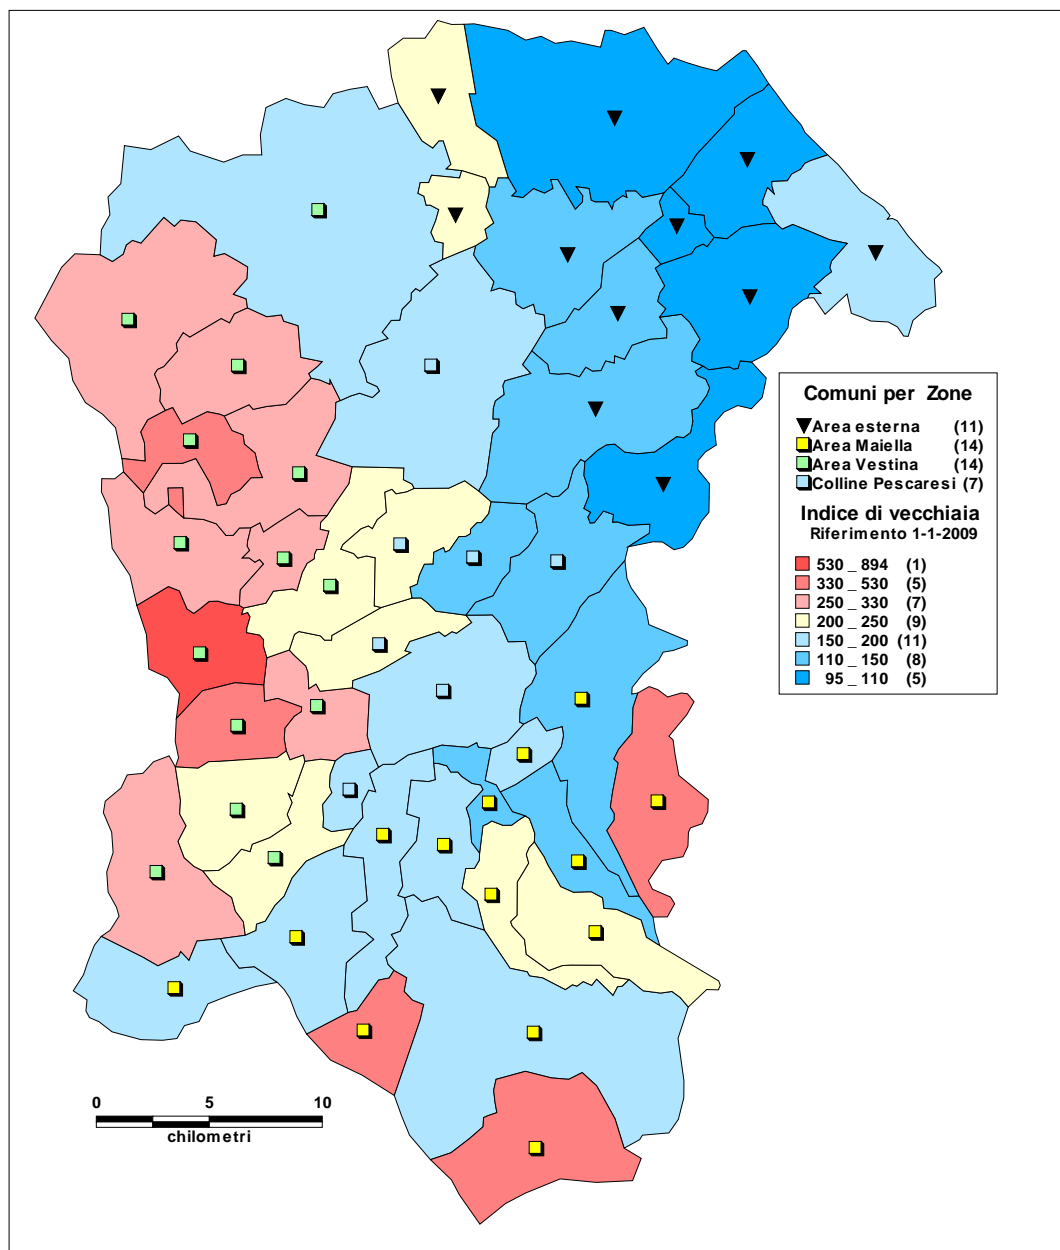 Comuni per Zone
Area esterna (11)
Area Maiella (14)
Area Vestina (14)
Colline Pescaresi (7)
Indice di vecchiaia
Riferimento 1-1-2009
530 _ 894 (1)
330 _ 530 (5)
250 _ 330 (7)
200 _ 250 (9)
150 _ 200 (11)
110 _ 150 (8)
95 _ 110 (5)
0 5 10
chilometri